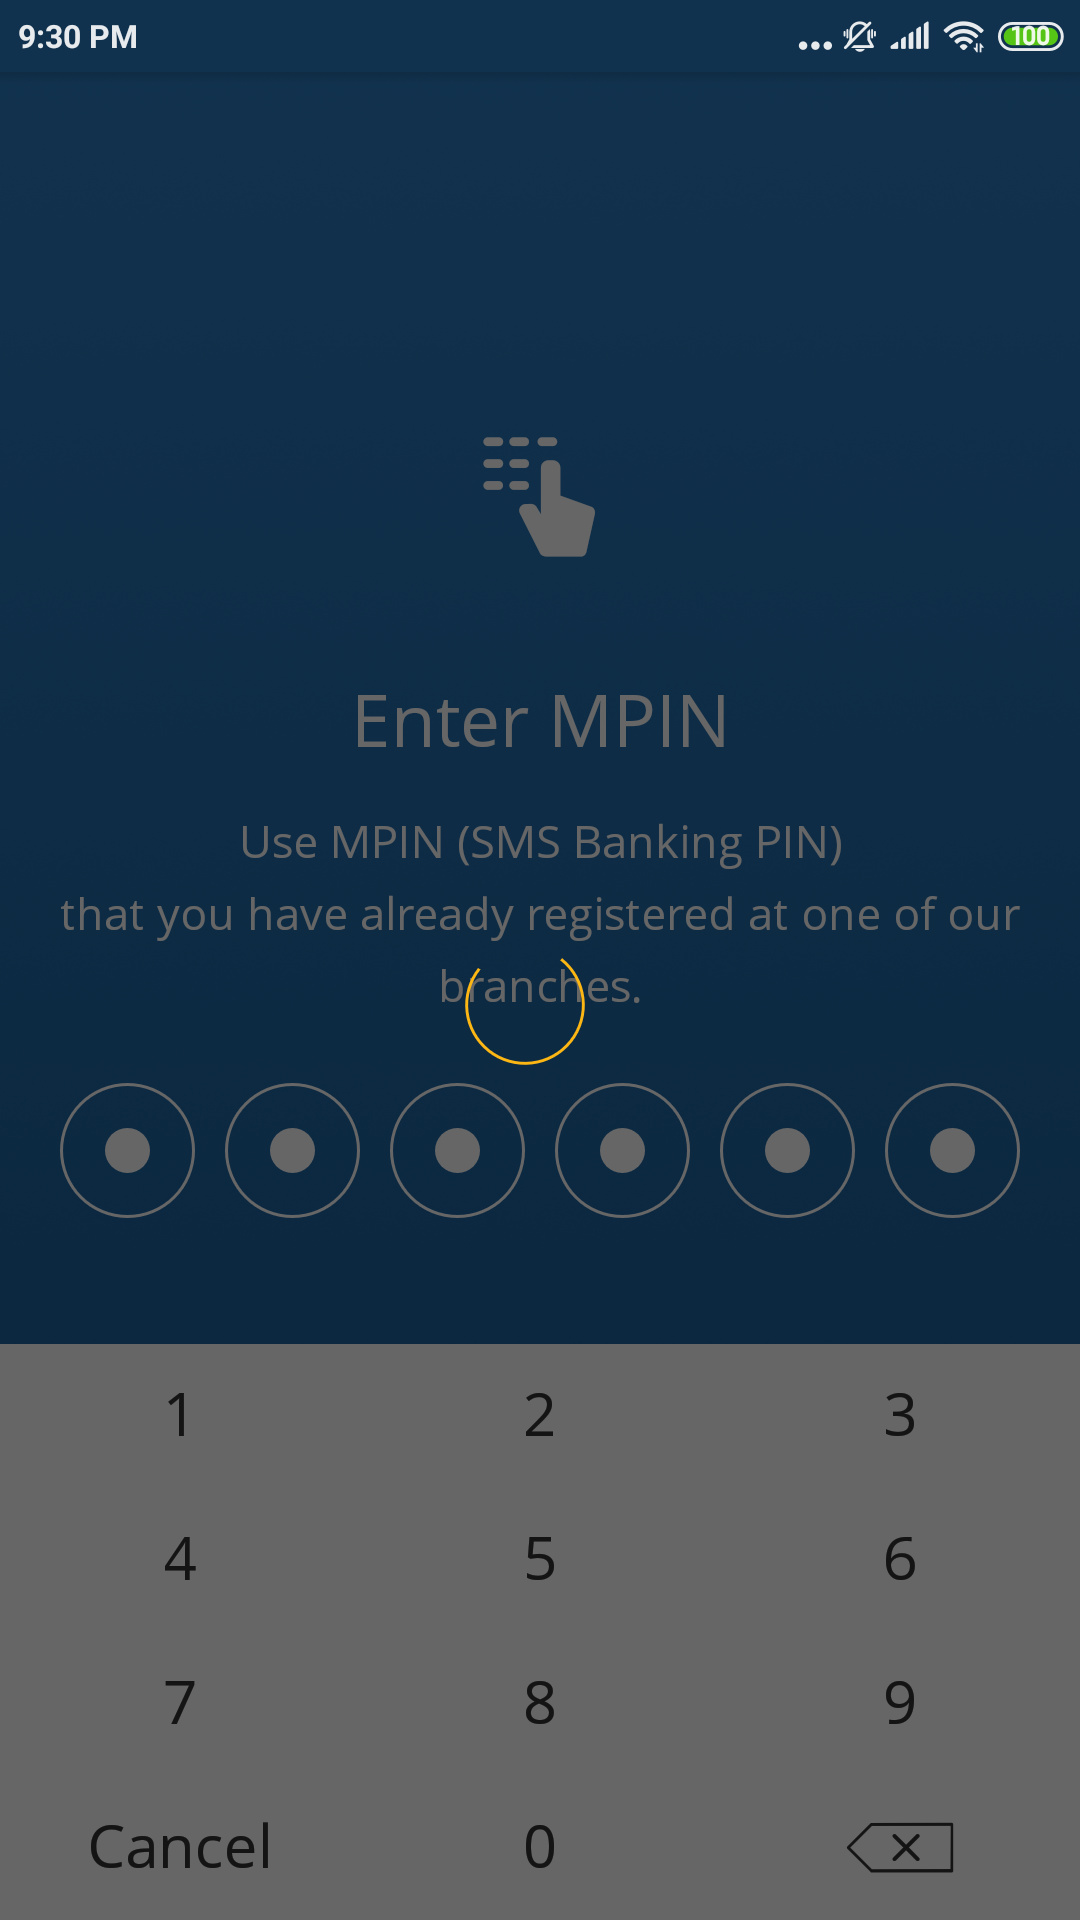 9:30 PM
100
Enter MPIN
Use MPIN (SMS Banking PIN)
that you have already registered at one of our
branches.
1 2 3
4 5 6
7 8 9
Cancel 0